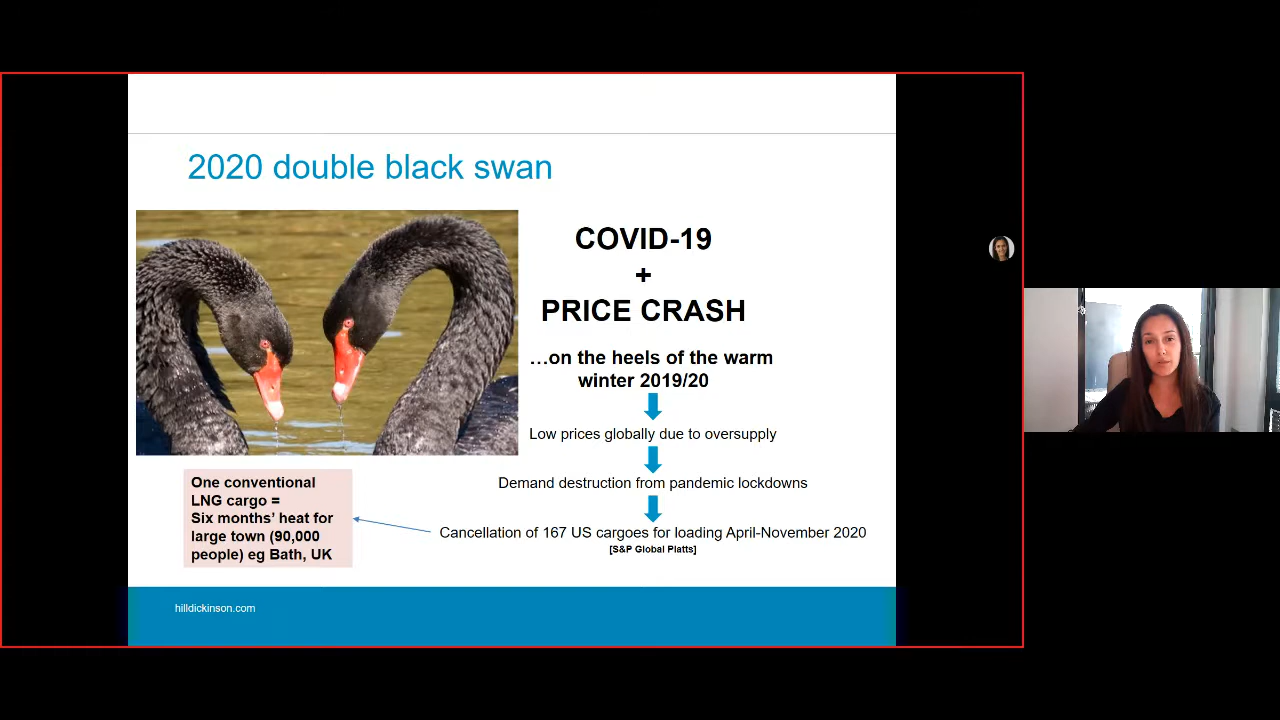 2020 double black swan
COVID-19
+
PRICE CRASH
…on the heels of the warm
winter 2019/20
Low prices globally due to oversupply
Demand destruction from pandemic lockdowns
Cancellation of 167 US cargoes for loading April-November 2020
[S&P Global Platts]
One conventional
LNG cargo =
Six months’ heat for
large town (90,000
people) eg Bath, UK
hilldickinson.com